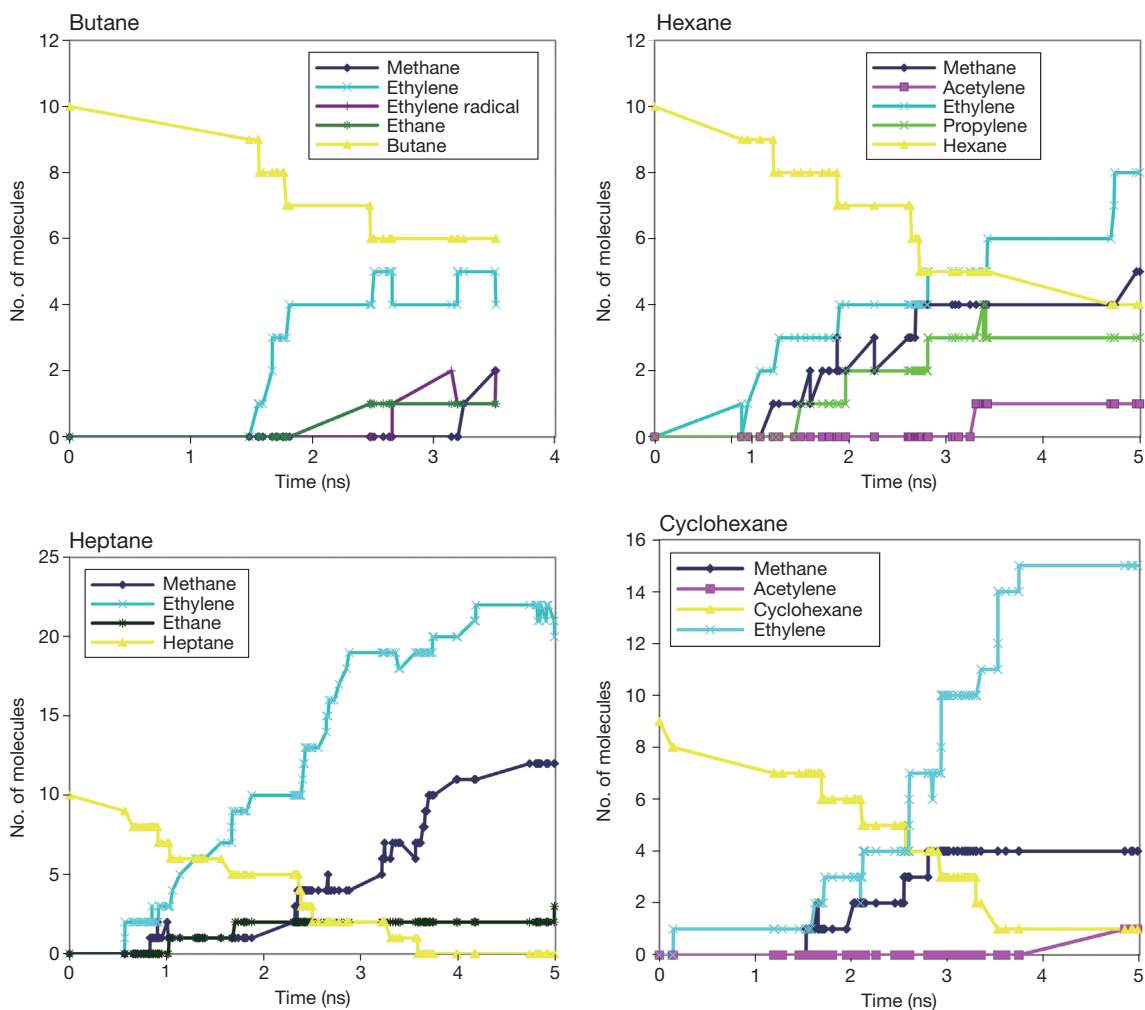 Butane
12
10
8
6
4
2
0
No. of molecules
Methane
Ethylene
Ethylene radical
Ethane
Butane
0
1
2
3
4
Time (ns)
Hexane
12
10
8
6
4
2
0
No. of molecules
Methane
Acetylene
Ethylene
Propylene
Hexane
0
1
2
3
4
5
Time (ns)
Heptane
25
20
15
10
5
0
No. of molecules
Methane
Ethylene
Ethane
Heptane
0
1
2
3
4
5
Time (ns)
Cyclohexane
16
14
12
10
8
6
4
2
0
No. of molecules
Methane
Acetylene
Cyclohexane
Ethylene
0
1
2
3
4
5
Time (ns)